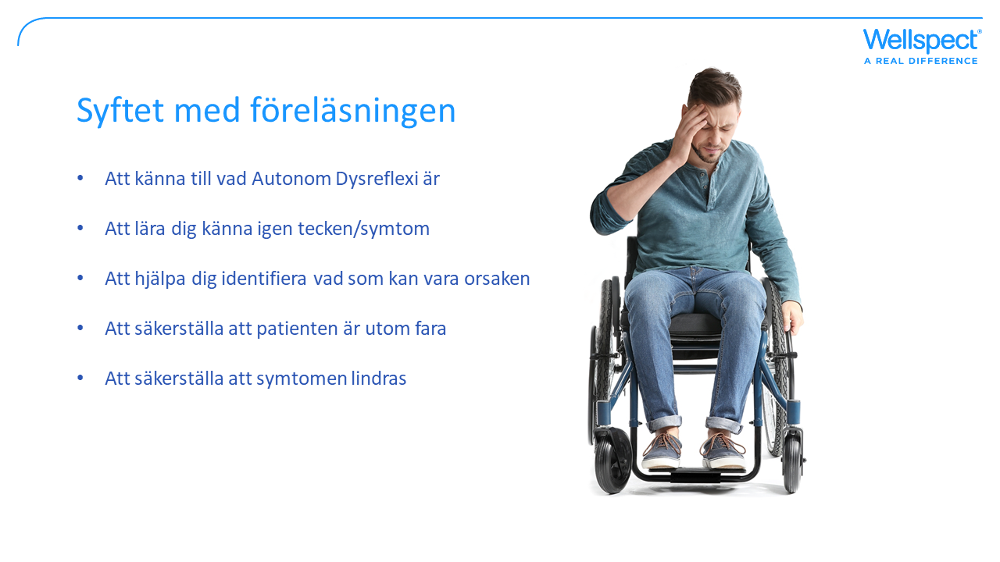 Wellspect®
A REAL DIFFERENCE
Syftet med föreläsningen
• Att känna till vad Autonom Dysreflexi är
• Att lära dig känna igen tecken/symtom
• Att hjälpa dig identifiera vad som kan vara orsaken
• Att säkerställa att patienten är utom fara
• Att säkerställa att symtomen lindras